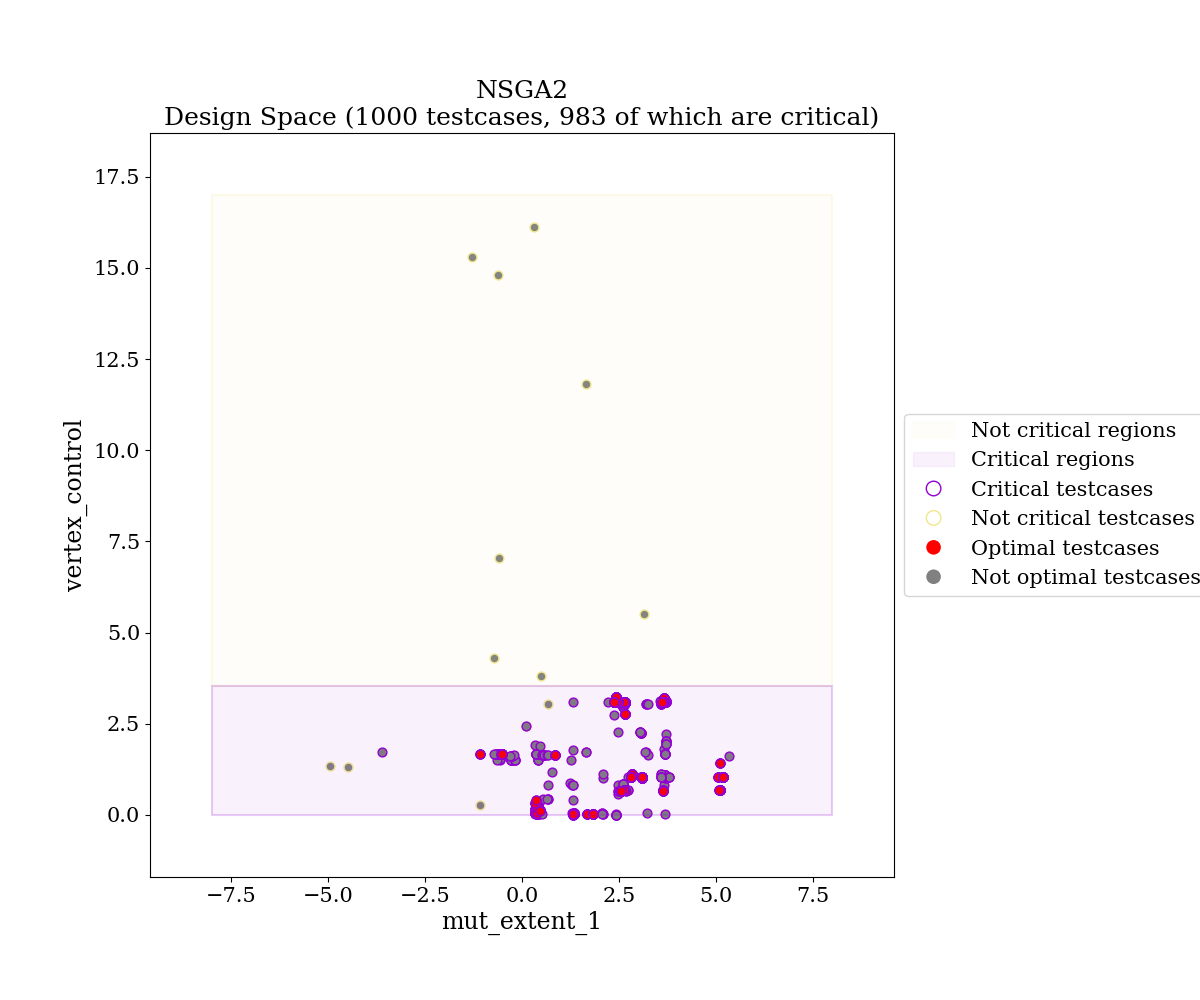 NSGA2
Design Space (1000 testcases, 983 of which are critical)
17.5
15.0
12.5
10.0
7.5
5.0
2.5
0.0
vertex_control
−7.5
−5.0
−2.5
0.0
2.5
5.0
7.5
mut_extent_1
Not critical regions
Critical regions
Critical testcases
Not critical testcases
Optimal testcases
Not optimal testcases